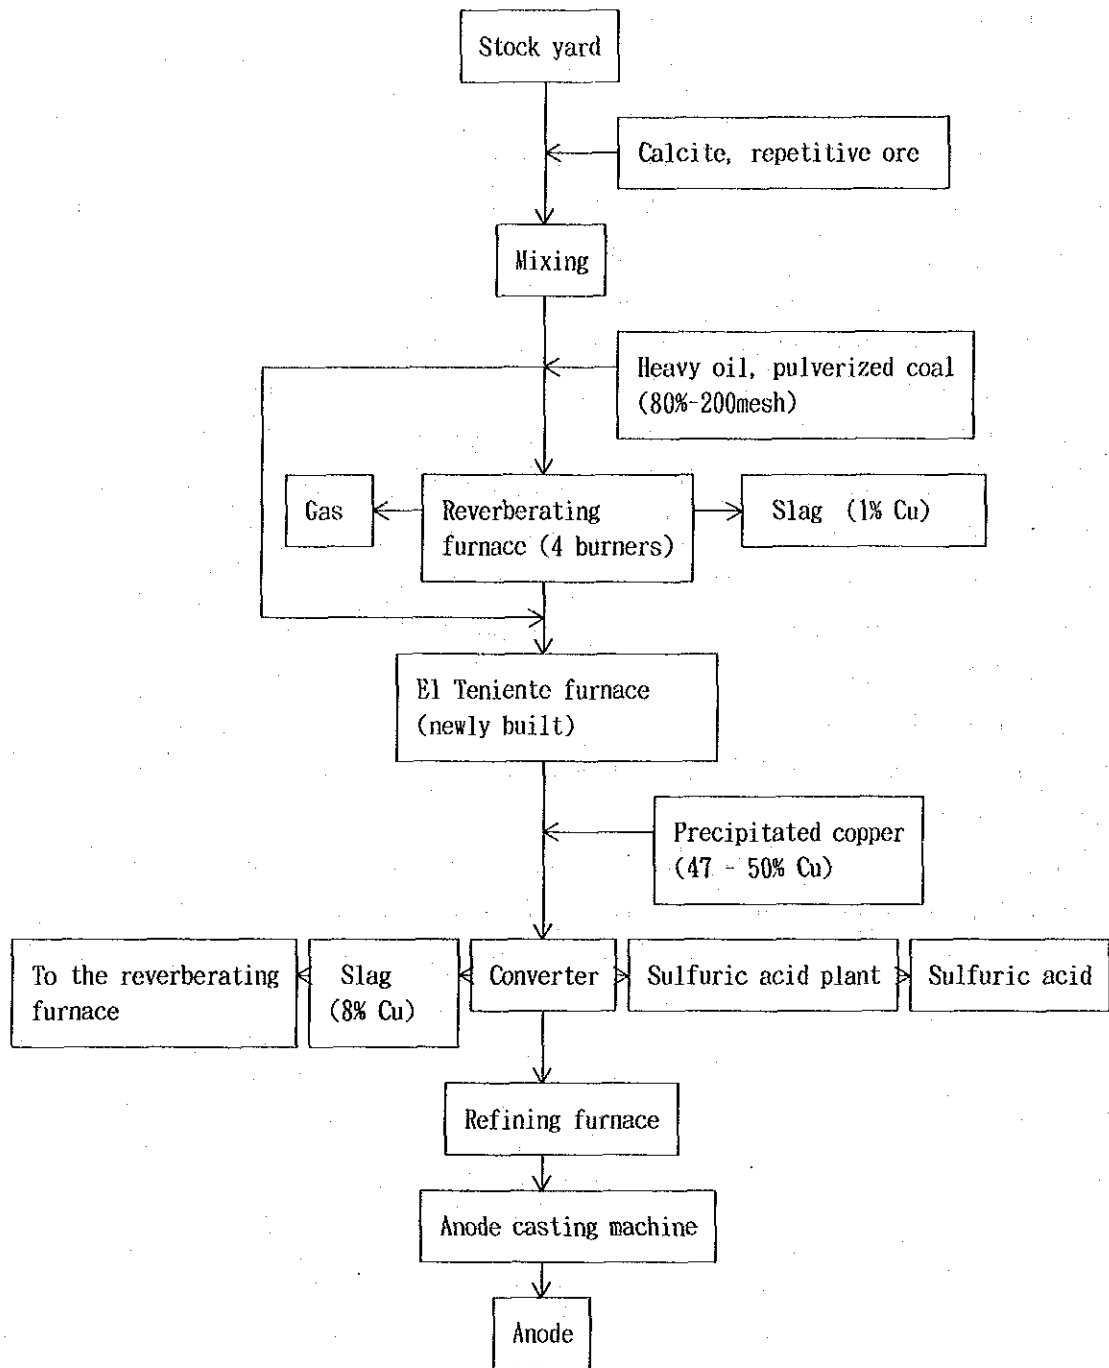 Stock yard
Calcite, repetitive ore
Mixing
Heavy oil, pulverized coal
(80%-200mesh)
Gas
Reverberating
furnace (4 burners)
Slag (1% Cu)
El Teniente furnace
(newly built)
Precipitated copper
(47 - 50% Cu)
To the reverberating
furnace
Slag
(8% Cu)
Converter
Sulfuric acid plant
Sulfuric acid
Refining furnace
Anode casting machine
Anode